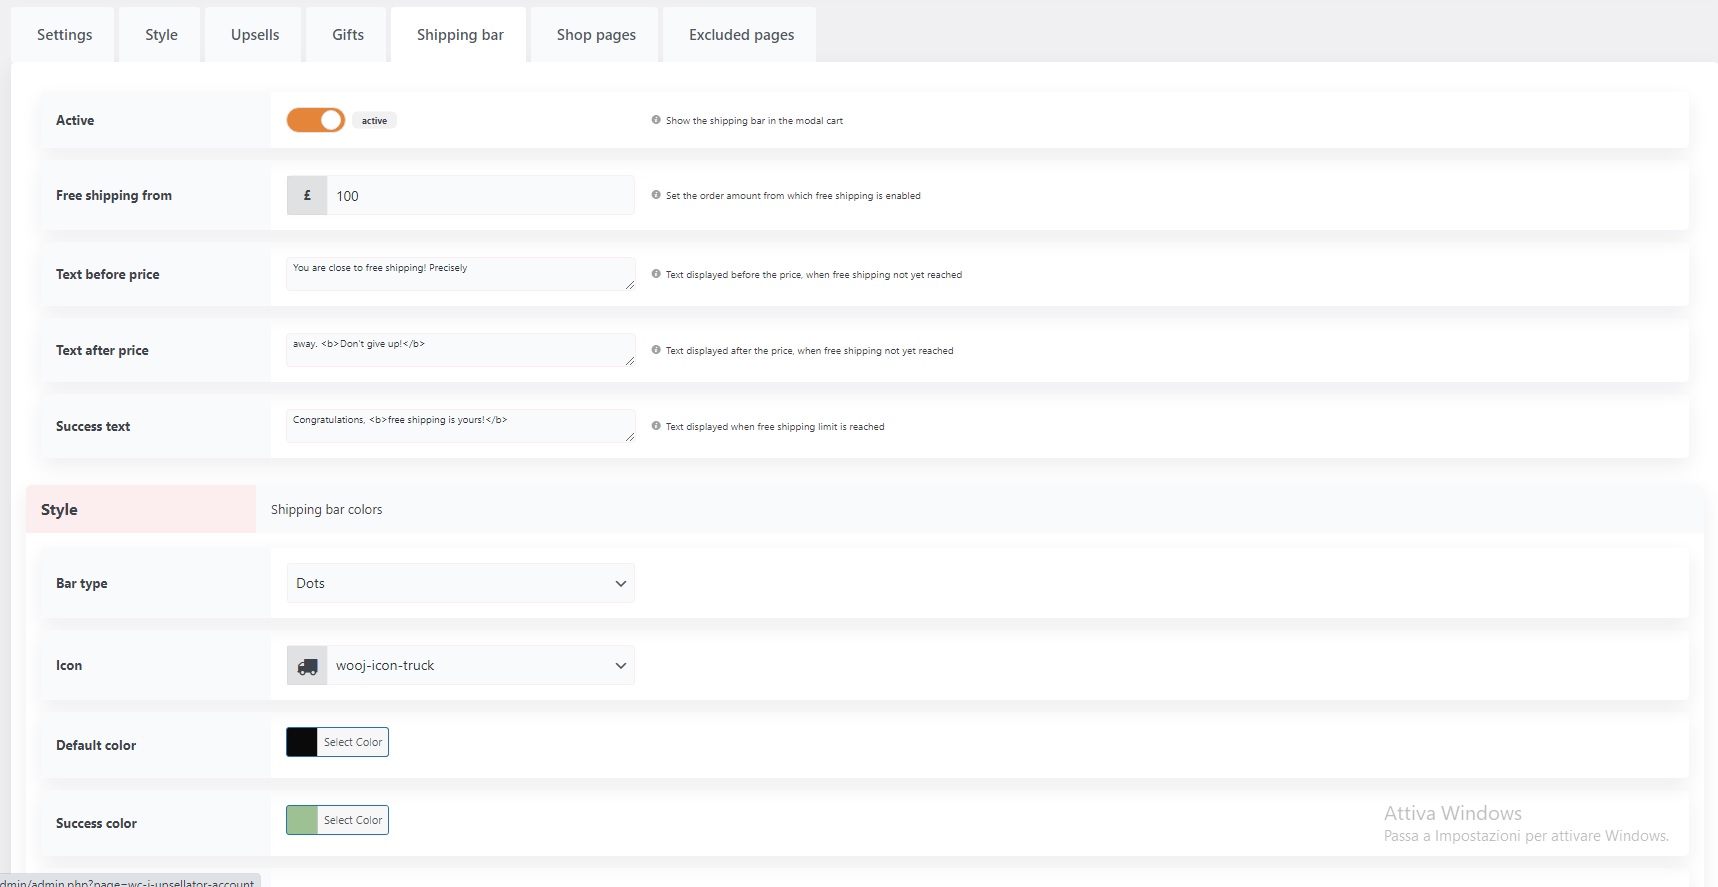 Settings
Style
Upsells
Gifts
Shipping bar
Shop pages
Excluded pages
Active
active
Show the shipping bar in the modal cart
Free shipping from
£
100
Set the order amount from which free shipping is enabled
Text before price
You are close to free shipping! Precisely
Text displayed before the price, when free shipping not yet reached
Text after price
away. <b>Don't give up!</b>
Text displayed after the price, when free shipping not yet reached
Success text
Congratulations, <b>free shipping is yours!</b>
Text displayed when free shipping limit is reached
Style
Shipping bar colors
Bar type
Dots
Icon
wooj-icon-truck
Default color
Select Color
Success color
Select Color
Attiva Windows
Passa a Impostazioni per attivare Windows.
dmin/admin.php?page=wc-i-upsellator-account